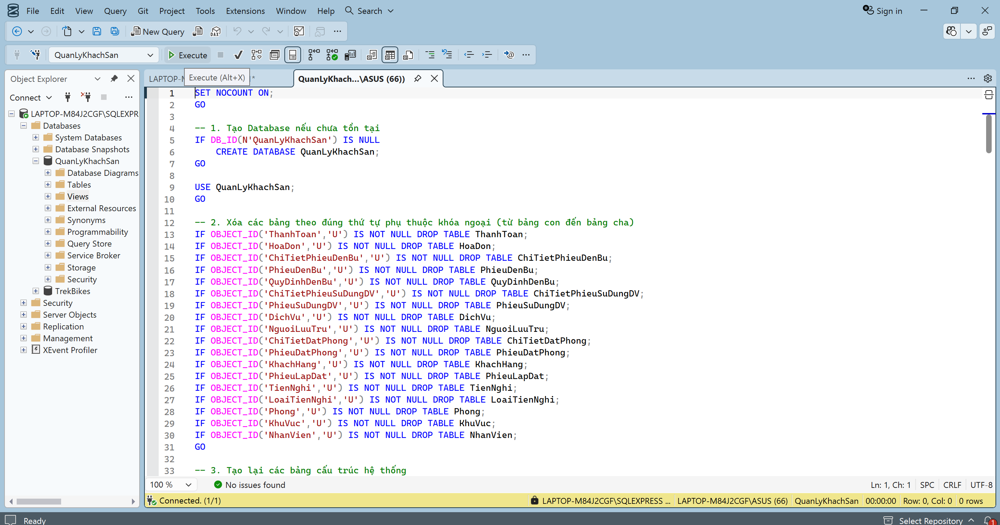 File Edit View Query Git Project Tools Extensions Window Help Search Sign in
New Query DAX
QuanLyKhachSan Execute
Object Explorer
LAPTOP-M
Execute (Alt+X)
*
QuanLyKhach...\ASUS (66))
Connect
LAPTOP-M84J2CGF\SQLEXPR
Databases
System Databases
Database Snapshots
QuanLyKhachSan
Database Diagrams
Tables
Views
External Resources
Synonyms
Programmability
Query Store
Service Broker
Storage
Security
TrekBikes
Security
Server Objects
Replication
Management
XEvent Profiler
1 SET NOCOUNT ON;
2 GO
3
4 -- 1. Tạo Database nếu chưa tồn tại
5 IF DB_ID(N'QuanLyKhachSan') IS NULL
6 CREATE DATABASE QuanLyKhachSan;
7 GO
8
9 USE QuanLyKhachSan;
10 GO
11
12 -- 2. Xóa các bảng theo đúng thứ tự phụ thuộc khóa ngoại (từ bảng con đến bảng cha)
13 IF OBJECT_ID('ThanhToan','U') IS NOT NULL DROP TABLE ThanhToan;
14 IF OBJECT_ID('HoaDon','U') IS NOT NULL DROP TABLE HoaDon;
15 IF OBJECT_ID('ChiTietPhieuDenBu','U') IS NOT NULL DROP TABLE ChiTietPhieuDenBu;
16 IF OBJECT_ID('PhieuDenBu','U') IS NOT NULL DROP TABLE PhieuDenBu;
17 IF OBJECT_ID('QuyDinhDenBu','U') IS NOT NULL DROP TABLE QuyDinhDenBu;
18 IF OBJECT_ID('ChiTietPhieuSuDungDV','U') IS NOT NULL DROP TABLE ChiTietPhieuSuDungDV;
19 IF OBJECT_ID('PhieuSuDungDV','U') IS NOT NULL DROP TABLE PhieuSuDungDV;
20 IF OBJECT_ID('DichVu','U') IS NOT NULL DROP TABLE DichVu;
21 IF OBJECT_ID('NguoiLuuTru','U') IS NOT NULL DROP TABLE NguoiLuuTru;
22 IF OBJECT_ID('ChiTietDatPhong','U') IS NOT NULL DROP TABLE ChiTietDatPhong;
23 IF OBJECT_ID('PhieuDatPhong','U') IS NOT NULL DROP TABLE PhieuDatPhong;
24 IF OBJECT_ID('KhachHang','U') IS NOT NULL DROP TABLE KhachHang;
25 IF OBJECT_ID('PhieuLapDat','U') IS NOT NULL DROP TABLE PhieuLapDat;
26 IF OBJECT_ID('TienNghi','U') IS NOT NULL DROP TABLE TienNghi;
27 IF OBJECT_ID('LoaiTienNghi','U') IS NOT NULL DROP TABLE LoaiTienNghi;
28 IF OBJECT_ID('Phong','U') IS NOT NULL DROP TABLE Phong;
29 IF OBJECT_ID('KhuVuc','U') IS NOT NULL DROP TABLE KhuVuc;
30 IF OBJECT_ID('NhanVien','U') IS NOT NULL DROP TABLE NhanVien;
31 GO
32
33 -- 3. Tạo lại các bảng cấu trúc hệ thống
100 % No issues found Ln: 1, Ch: 1 SPC CRLF UTF-8
Connected. (1/1) LAPTOP-M84J2CGF\SQLEXPRESS ... LAPTOP-M84J2CGF\ASUS (66) QuanLyKhachSan 00:00:00 Row: 0, Col: 0 0 rows
Ready Select Repository 1